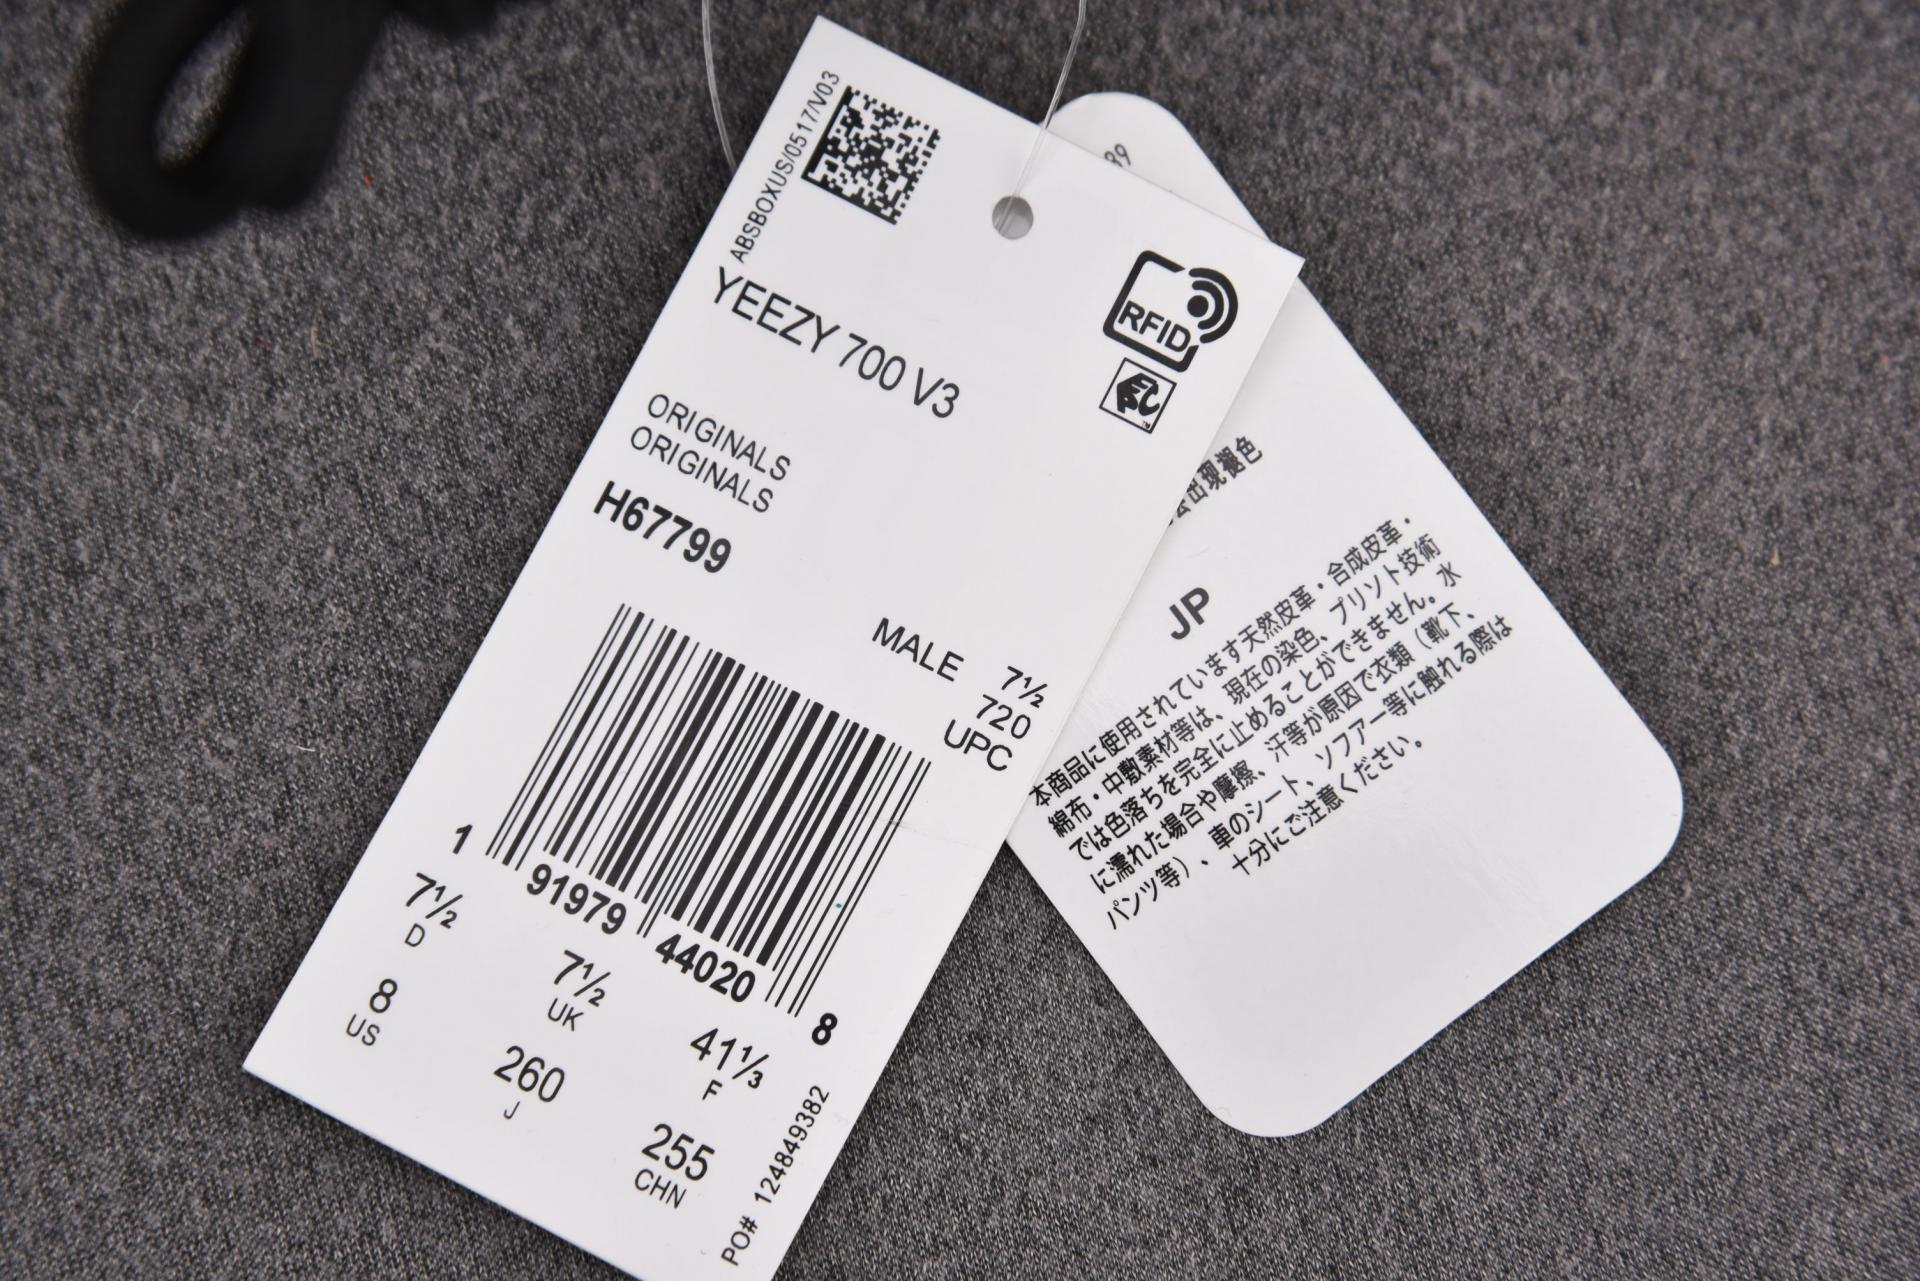 ABSBOXUS/0517/V03
YEEZY 700 V3
RFID
ORIGINALS
ORIGINALS
H67799
MALE 7½
720
UPC
1 91979 44020 8
7½
D
7½
UK
41⅓
F
8
US
260
J
255
CHN
PO# 124849382
出现褪色
JP
本商品に使用されています天然皮革・合成皮革・
綿布・中敷素材等は、現在の染色、プリソト技術
では色落ちを完全に止めることができません。水
に濡れた場合や摩擦、汗等が原因で衣類（靴下、
パンツ等）、車のシート、ソファー等に触れる際は
十分にご注意ください。